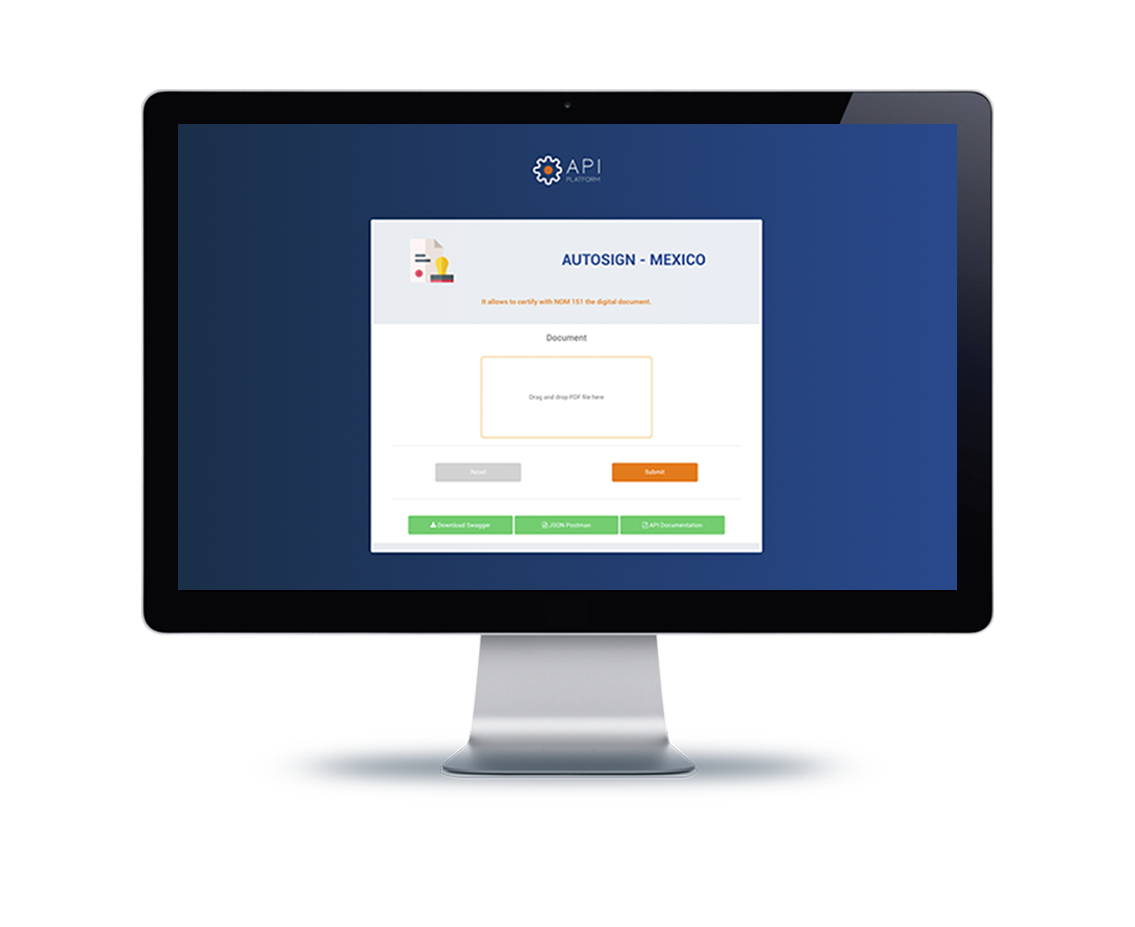 API
PLATFORM
AUTOSIGN - MEXICO
It allows to certify with NOM 151 the digital document.
Document
Drag and drop PDF file here
Reset
Submit
Download Swagger
JSON Postman
API Documentation